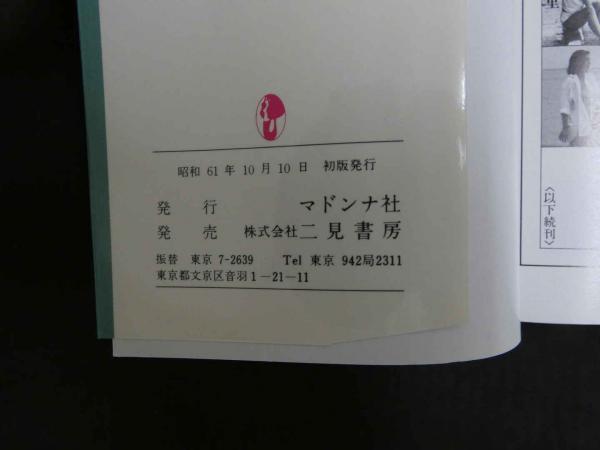 昭和 61 年 10 月 10 日 初版発行
発行 マドンナ社
発売 株式会社 二見書房
振替 東京 7-2639 Tel 東京 942局2311
東京都文京区音羽1―21―11
〈以下続刊〉